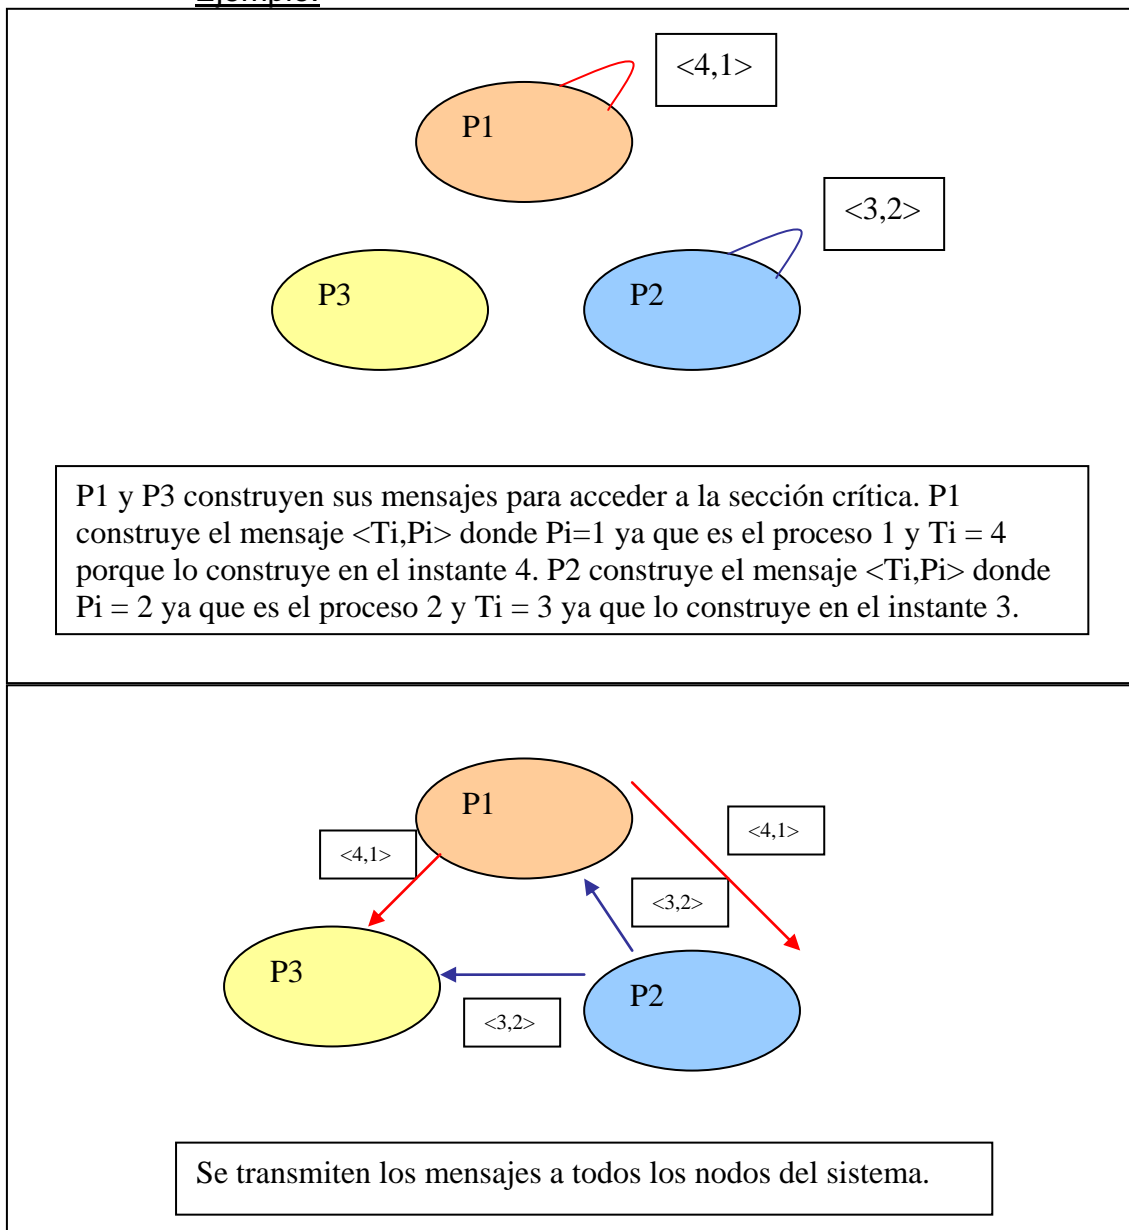 Ejemplo:
<4,1>
P1
<3,2>
P3
P2
P1 y P3 construyen sus mensajes para acceder a la sección crítica. P1
construye el mensaje <Ti,Pi> donde Pi=1 ya que es el proceso 1 y Ti = 4
porque lo construye en el instante 4. P2 construye el mensaje <Ti,Pi> donde
Pi = 2 ya que es el proceso 2 y Ti = 3 ya que lo construye en el instante 3.
P1
<4,1>
<4,1>
<3,2>
P3
P2
<3,2>
Se transmiten los mensajes a todos los nodos del sistema.